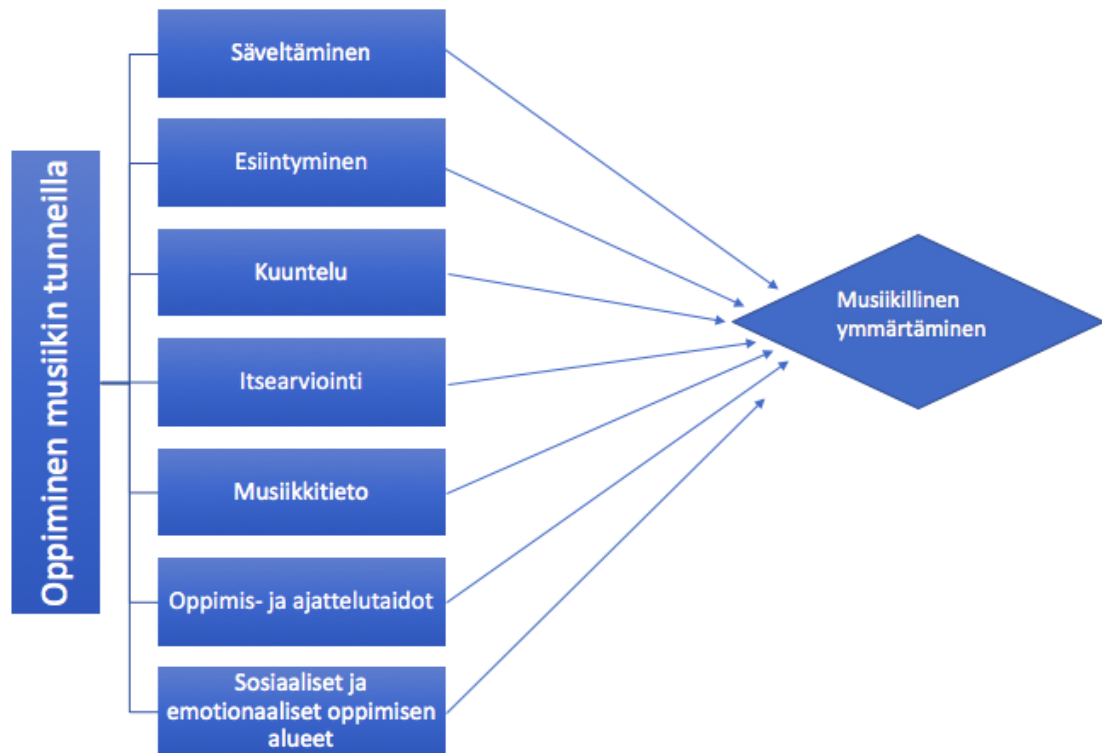 Oppiminen musiikin tunneilla
Säveltäminen
Esiintyminen
Kuuntelu
Itsearviointi
Musiikkitieto
Oppimis- ja ajattelutaidot
Sosiaaliset ja
emotionaaliset oppimisen
alueet
Musiikillinen
ymmärtäminen